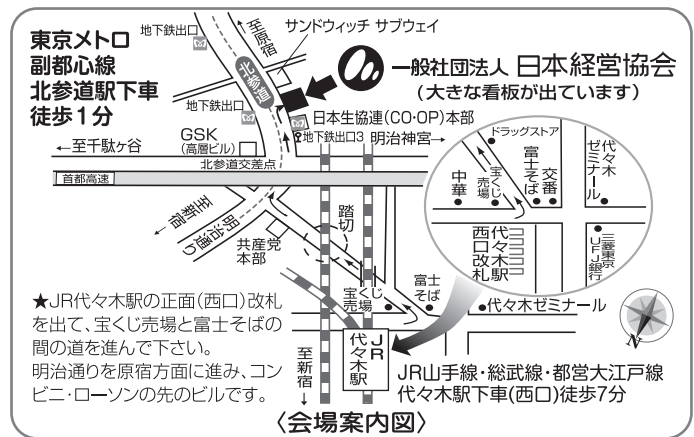 東京メトロ
副都心線
北参道駅下車
徒歩1分
地下鉄出口
至原宿
サンドウィッチ サブウェイ
北参道
一般社団法人 日本経営協会
(大きな看板が出ています)
地下鉄出口
日本生協連(CO・OP)本部
地下鉄出口3
明治神宮→
GSK
(高層ビル)
←至千駄ヶ谷
北参道交差点
首都高速
至新宿
明治通り
共産党
本部
踏切
宝くじ
売場
富士
そば
代々木ゼミナール
ドラッグストア
中華
宝くじ
売場
富士そば
交番
代々木
ゼミナール
代々木駅
西口改札
三菱東京
UFJ銀行
★JR代々木駅の正面(西口)改札
を出て、宝くじ売場と富士そばの
間の道を進んで下さい。
明治通りを原宿方面に進み、コン
ビニ・ローソンの先のビルです。
至新宿
JR
代々木駅
N
JR山手線・総武線・都営大江戸線
代々木駅下車(西口)徒歩7分
〈会場案内図〉